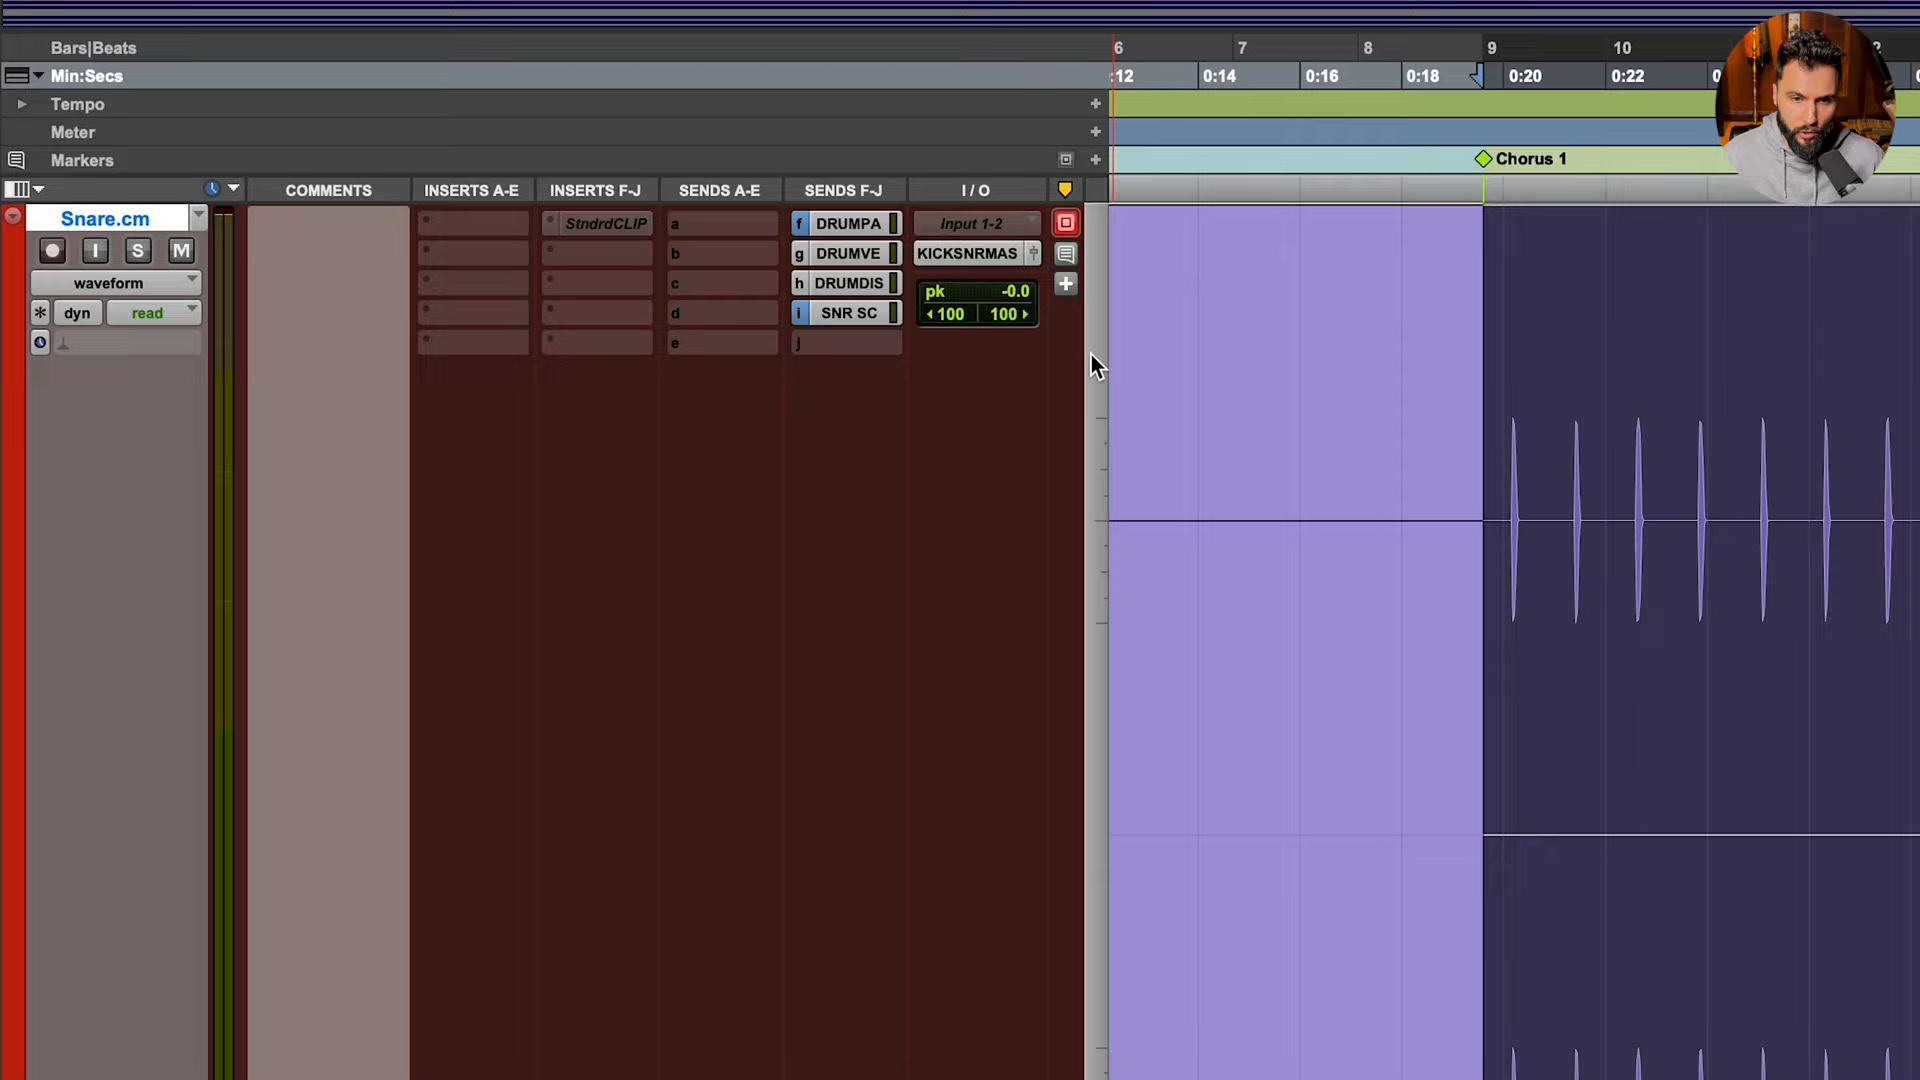 Bars|Beats
6 7 8 9 10
Min:Secs
:12 0:14 0:16 0:18 0:20 0:22
Tempo
Meter
Markers
Chorus 1
COMMENTS INSERTS A-E INSERTS F-J SENDS A-E SENDS F-J I / O
Snare.cm
StndrdCLIP a f DRUMPA Input 1-2
I S M
b g DRUMVE KICKSNRMAS
waveform
c h DRUMDIS
pk -0.0
dyn read
d i SNR SC
100 100
e j